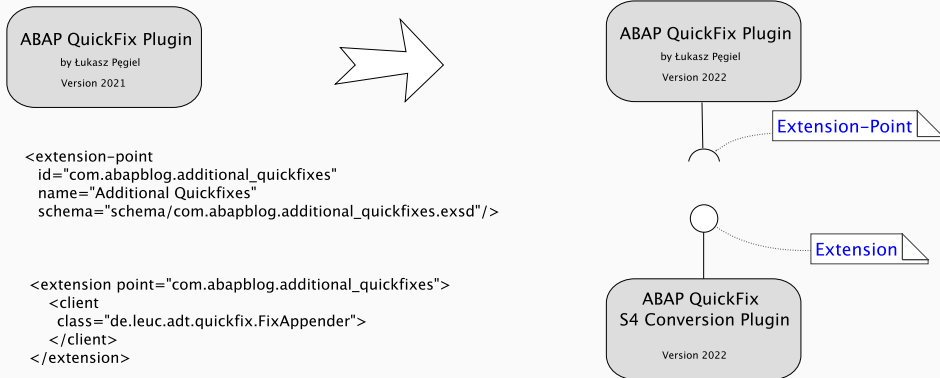 ABAP QuickFix Plugin
by Łukasz Pęgiel
Version 2021
ABAP QuickFix Plugin
by Łukasz Pęgiel
Version 2022
Extension-Point
<extension-point
id="com.abapblog.additional_quickfixes"
name="Additional Quickfixes"
schema="schema/com.abapblog.additional_quickfixes.exsd"/>
Extension
<extension point="com.abapblog.additional_quickfixes">
<client
class="de.leuc.adt.quickfix.FixAppender">
</client>
</extension>
ABAP QuickFix
S4 Conversion Plugin
Version 2022